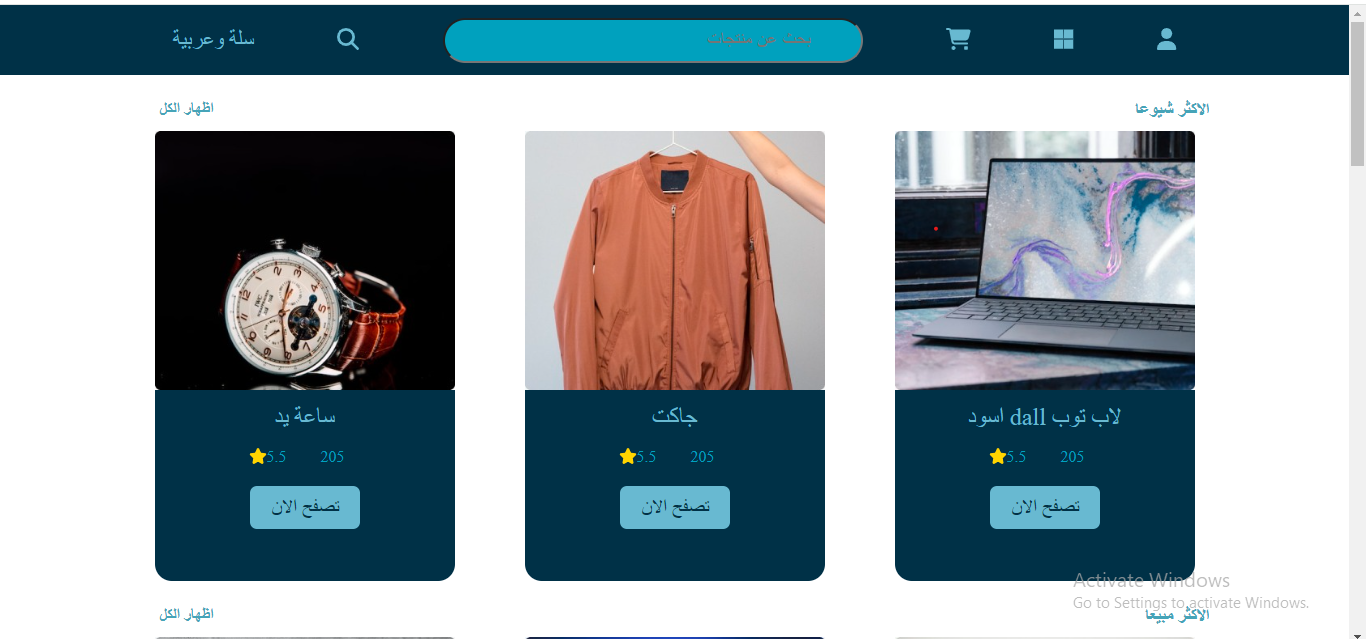 سلة وعربية
بحث عن منتجات
الاكثر شيوعا
اظهار الكل
لاب توب dall اسود
5.5 205
تصفح الان
جاكت
5.5 205
تصفح الان
ساعة يد
5.5 205
تصفح الان
الاكثر مبيعا
اظهار الكل
Activate Windows
Go to Settings to activate Windows.